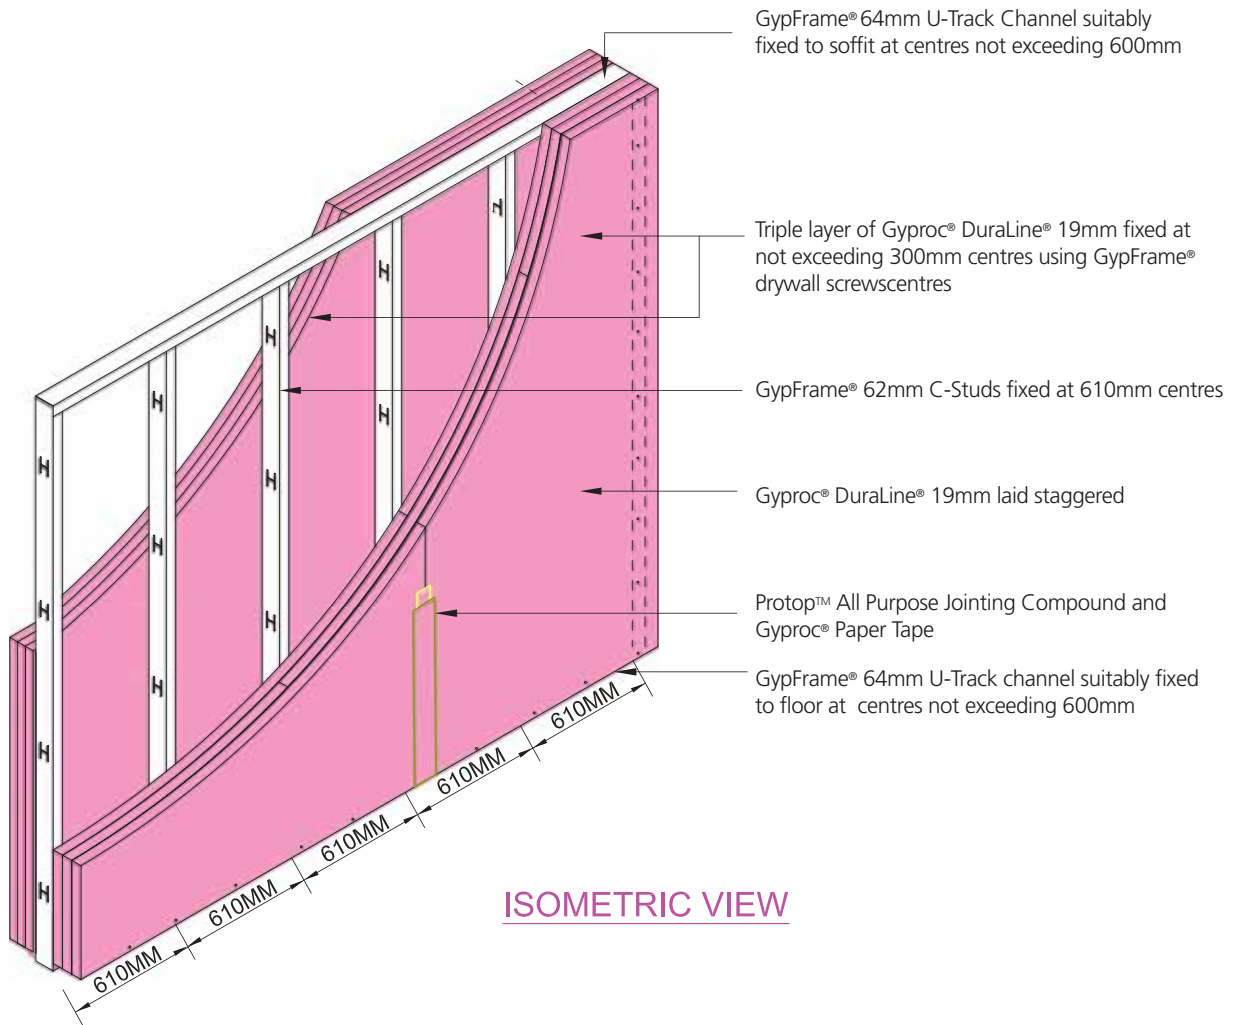 GypFrame® 64mm U-Track Channel suitably
fixed to soffit at centres not exceeding 600mm
Triple layer of Gyproc® DuraLine® 19mm fixed at
not exceeding 300mm centres using GypFrame®
drywall screwscentres
GypFrame® 62mm C-Studs fixed at 610mm centres
Gyproc® DuraLine® 19mm laid staggered
Protop™ All Purpose Jointing Compound and
Gyproc® Paper Tape
GypFrame® 64mm U-Track channel suitably fixed
to floor at centres not exceeding 600mm
610MM
610MM
610MM
610MM
610MM
ISOMETRIC VIEW